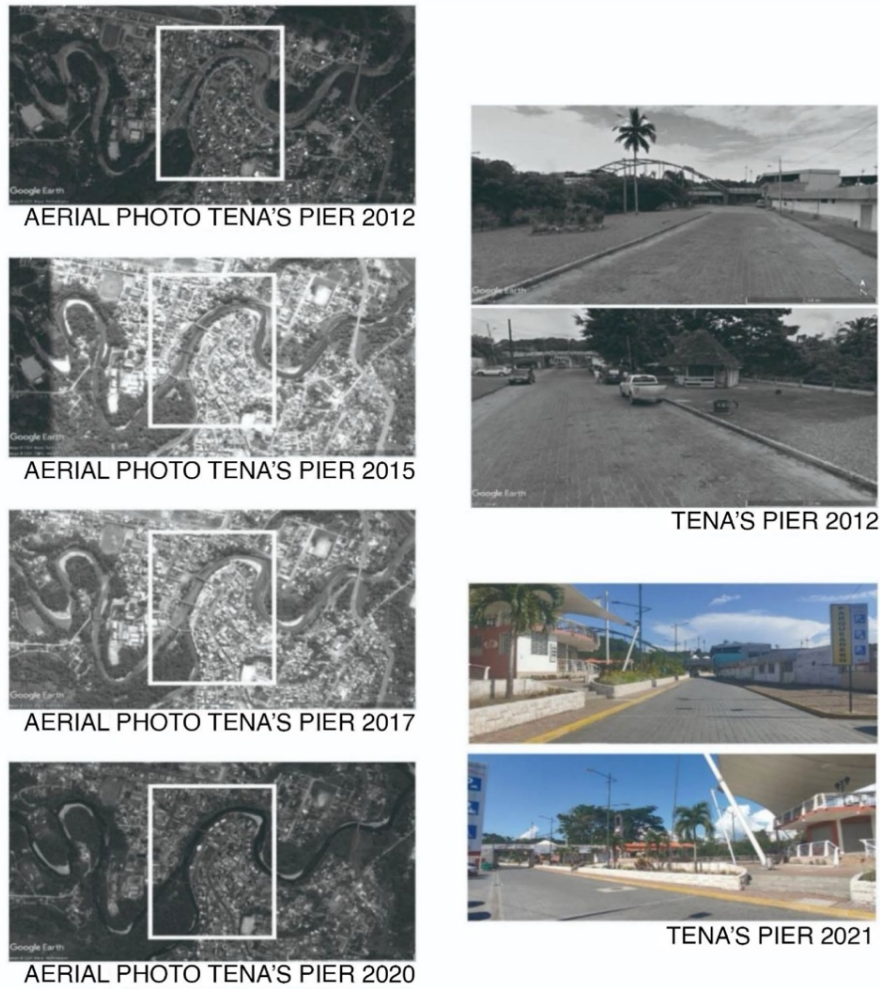 Google Earth
AERIAL PHOTO TENA'S PIER 2012
Google Earth
AERIAL PHOTO TENA'S PIER 2015
Google Earth
AERIAL PHOTO TENA'S PIER 2017
Google Earth
AERIAL PHOTO TENA'S PIER 2020
Google Earth
Google Earth
TENA'S PIER 2012
TENA'S PIER 2021